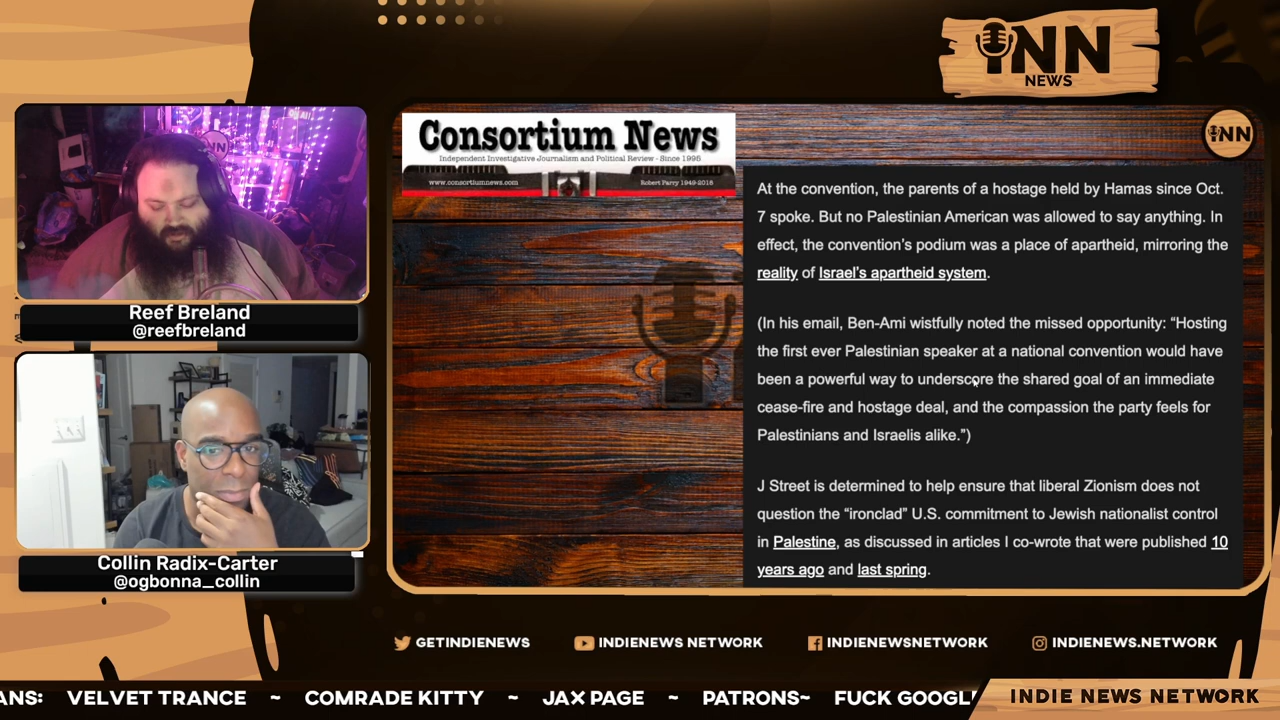 iNN
NEWS
iNN
Consortium News
Independent Investigative Journalism and Political Review - Since 1995
www.consortiumnews.com
Robert Parry 1949-2018
At the convention, the parents of a hostage held by Hamas since Oct.
7 spoke. But no Palestinian American was allowed to say anything. In
effect, the convention’s podium was a place of apartheid, mirroring the
reality of Israel’s apartheid system.
(In his email, Ben-Ami wistfully noted the missed opportunity: “Hosting
the first ever Palestinian speaker at a national convention would have
been a powerful way to underscore the shared goal of an immediate
cease-fire and hostage deal, and the compassion the party feels for
Palestinians and Israelis alike.”)
J Street is determined to help ensure that liberal Zionism does not
question the “ironclad” U.S. commitment to Jewish nationalist control
in Palestine, as discussed in articles I co-wrote that were published 10
years ago and last spring.
Reef Breland
@reefbreland
Collin Radix-Carter
@ogbonna_collin
GETINDIENEWS
INDIENEWS NETWORK
INDIENEWSNETWORK
INDIENEWS.NETWORK
ANS: VELVET TRANCE ~ COMRADE KITTY ~ JAX PAGE ~ PATRONS~ FUCK GOOGL
INDIE NEWS NETWORK